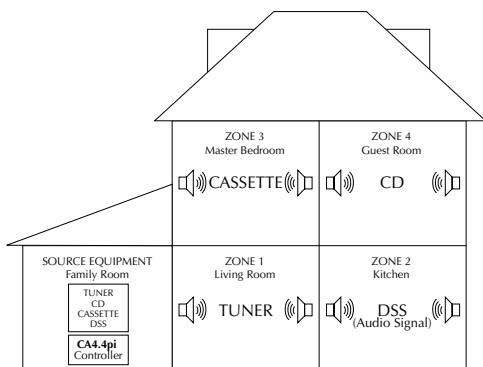 ZONE 3
Master Bedroom
CASSETTE
ZONE 4
Guest Room
CD
SOURCE EQUIPMENT
Family Room
TUNER
CD
CASSETTE
DSS
CA4.4pi
Controller
ZONE 1
Living Room
TUNER
ZONE 2
Kitchen
DSS
(Audio Signal)